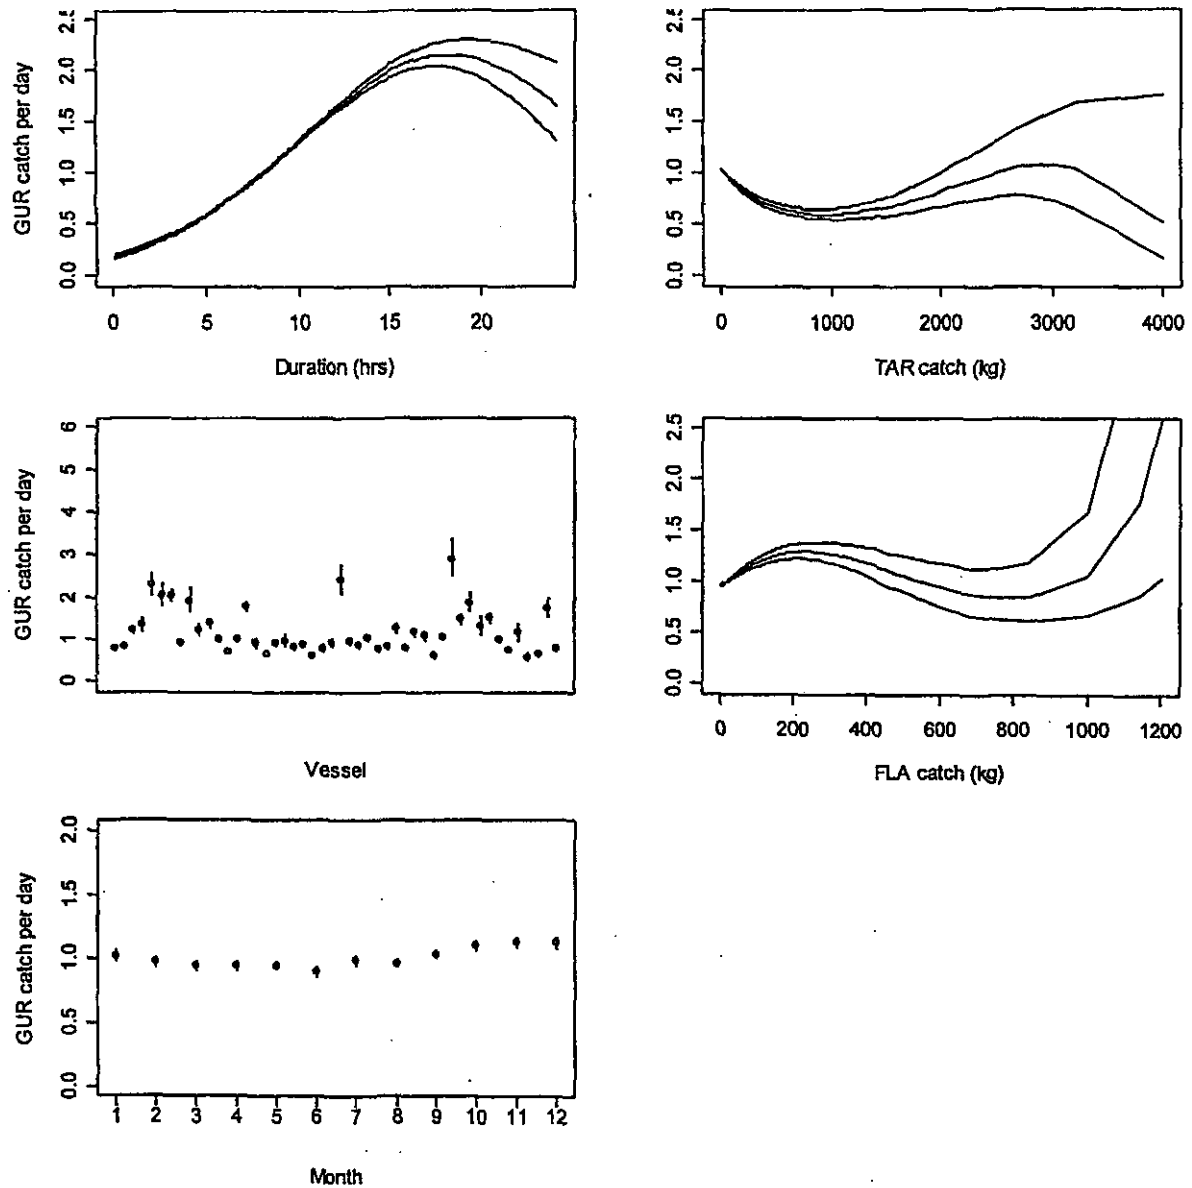 GUR catch per day
0.0 0.5 1.0 1.5 2.0 2.5
0 5 10 15 20
Duration (hrs)
0.0 0.5 1.0 1.5 2.0 2.5
0 1000 2000 3000 4000
TAR catch (kg)
GUR catch per day
0 1 2 3 4 5 6
Vessel
0.0 0.5 1.0 1.5 2.0 2.5
0 200 400 600 800 1000 1200
FLA catch (kg)
GUR catch per day
0.0 0.5 1.0 1.5 2.0
1 2 3 4 5 6 7 8 9 10 11 12
Month